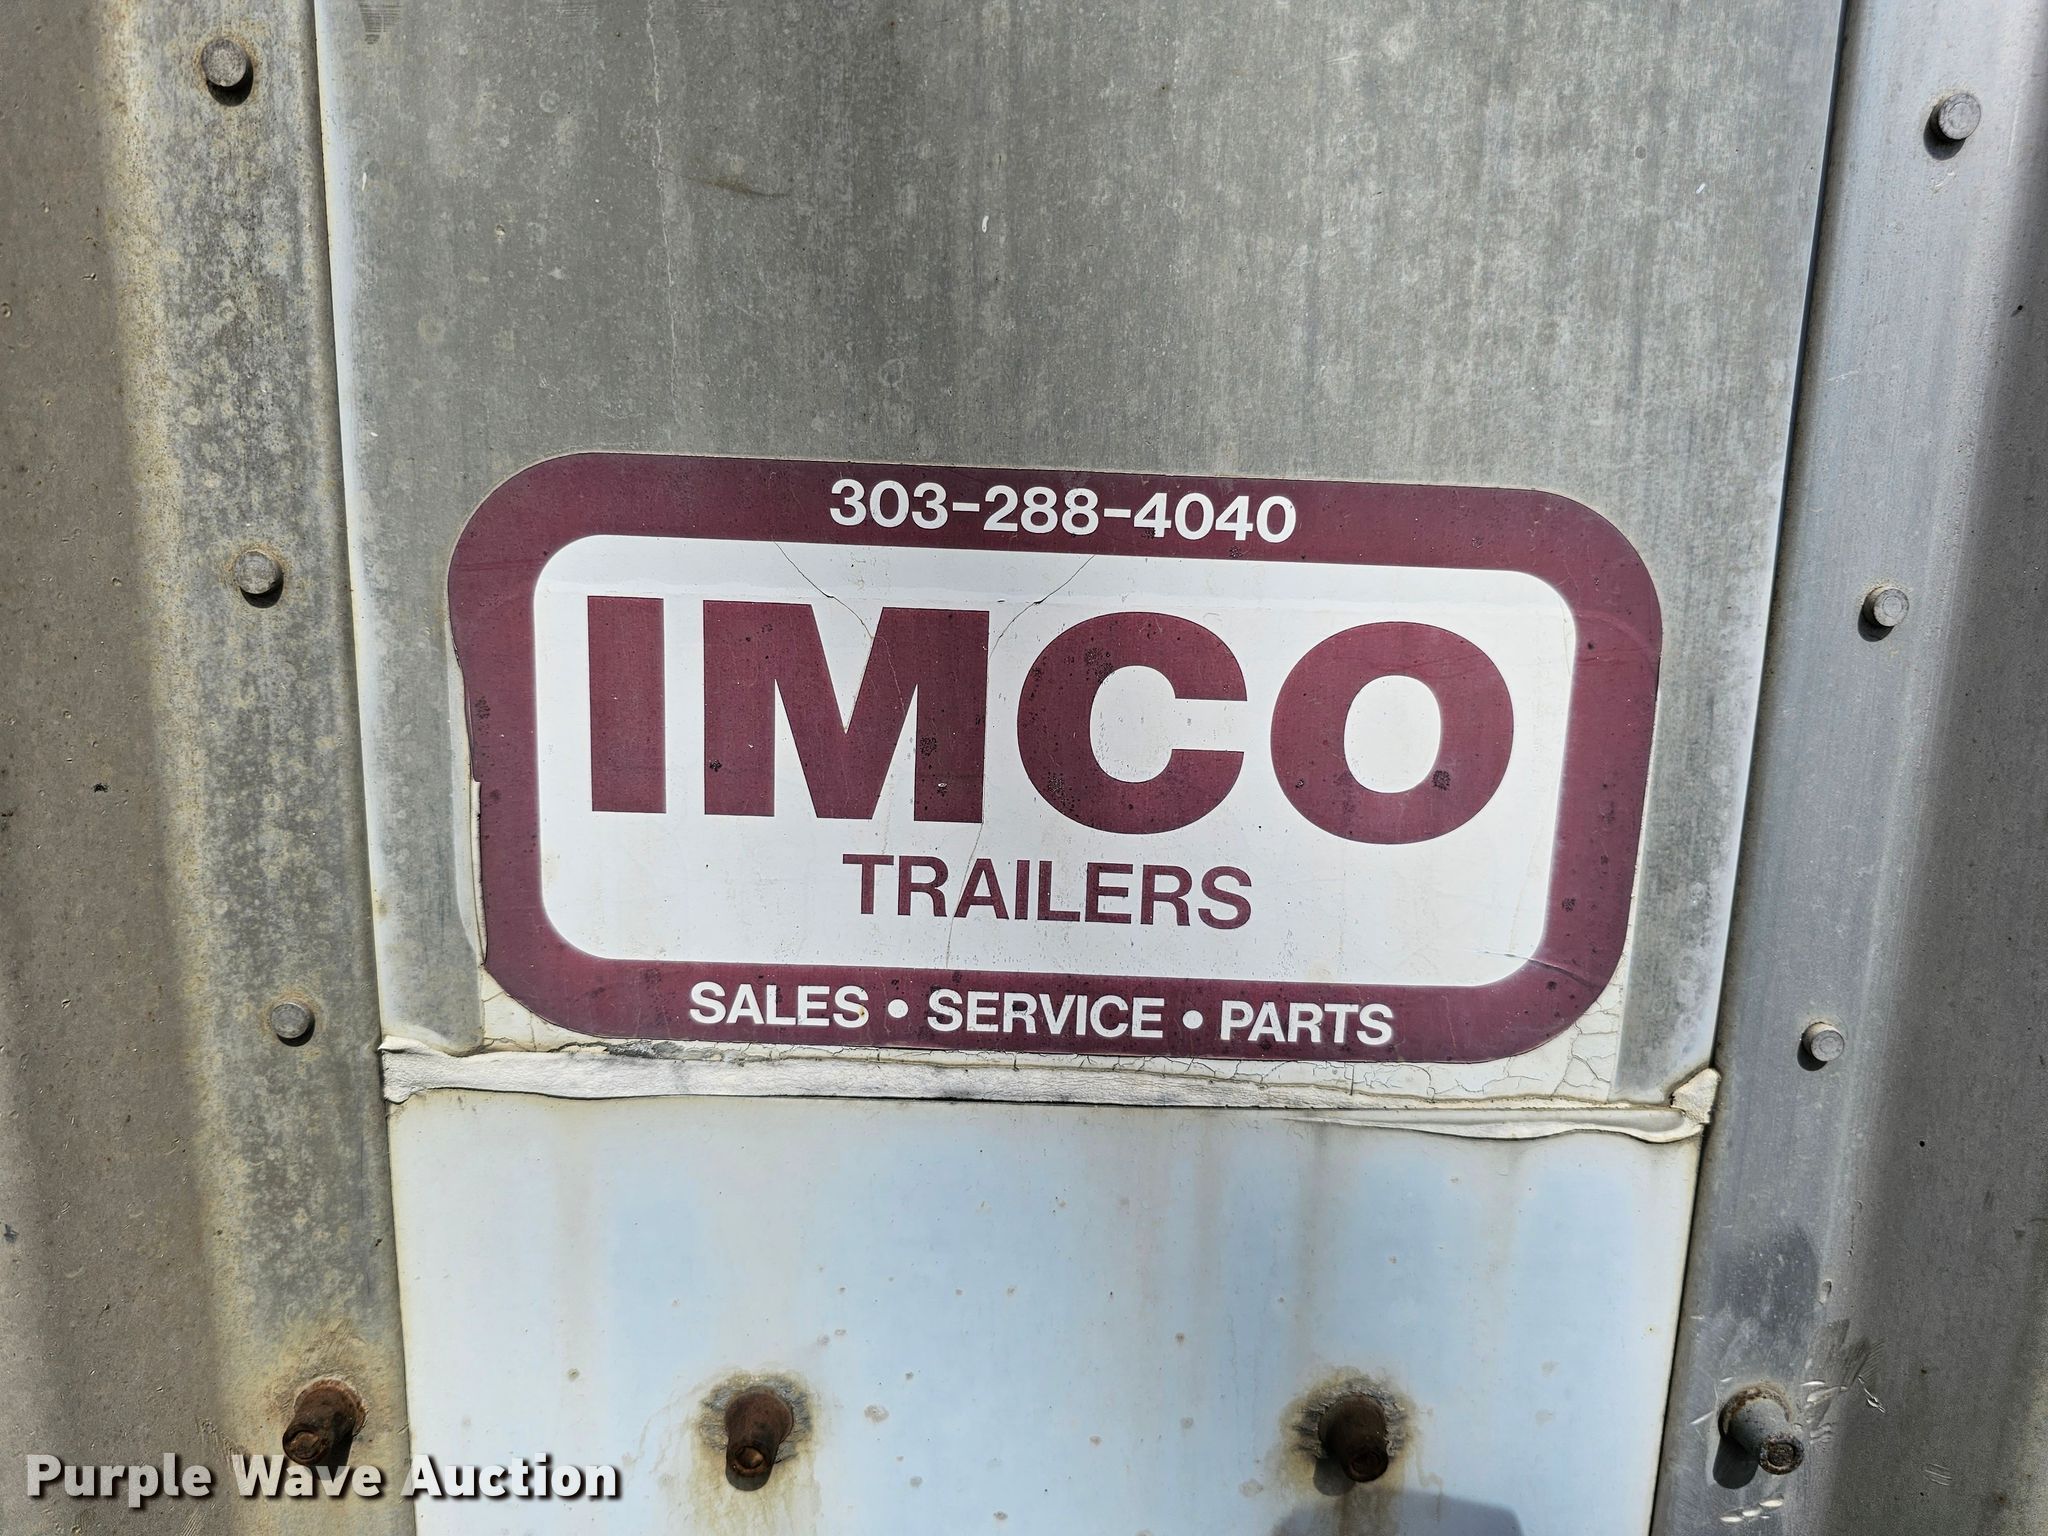 303-288-4040
IMCO
TRAILERS
SALES • SERVICE • PARTS
Purple Wave Auction